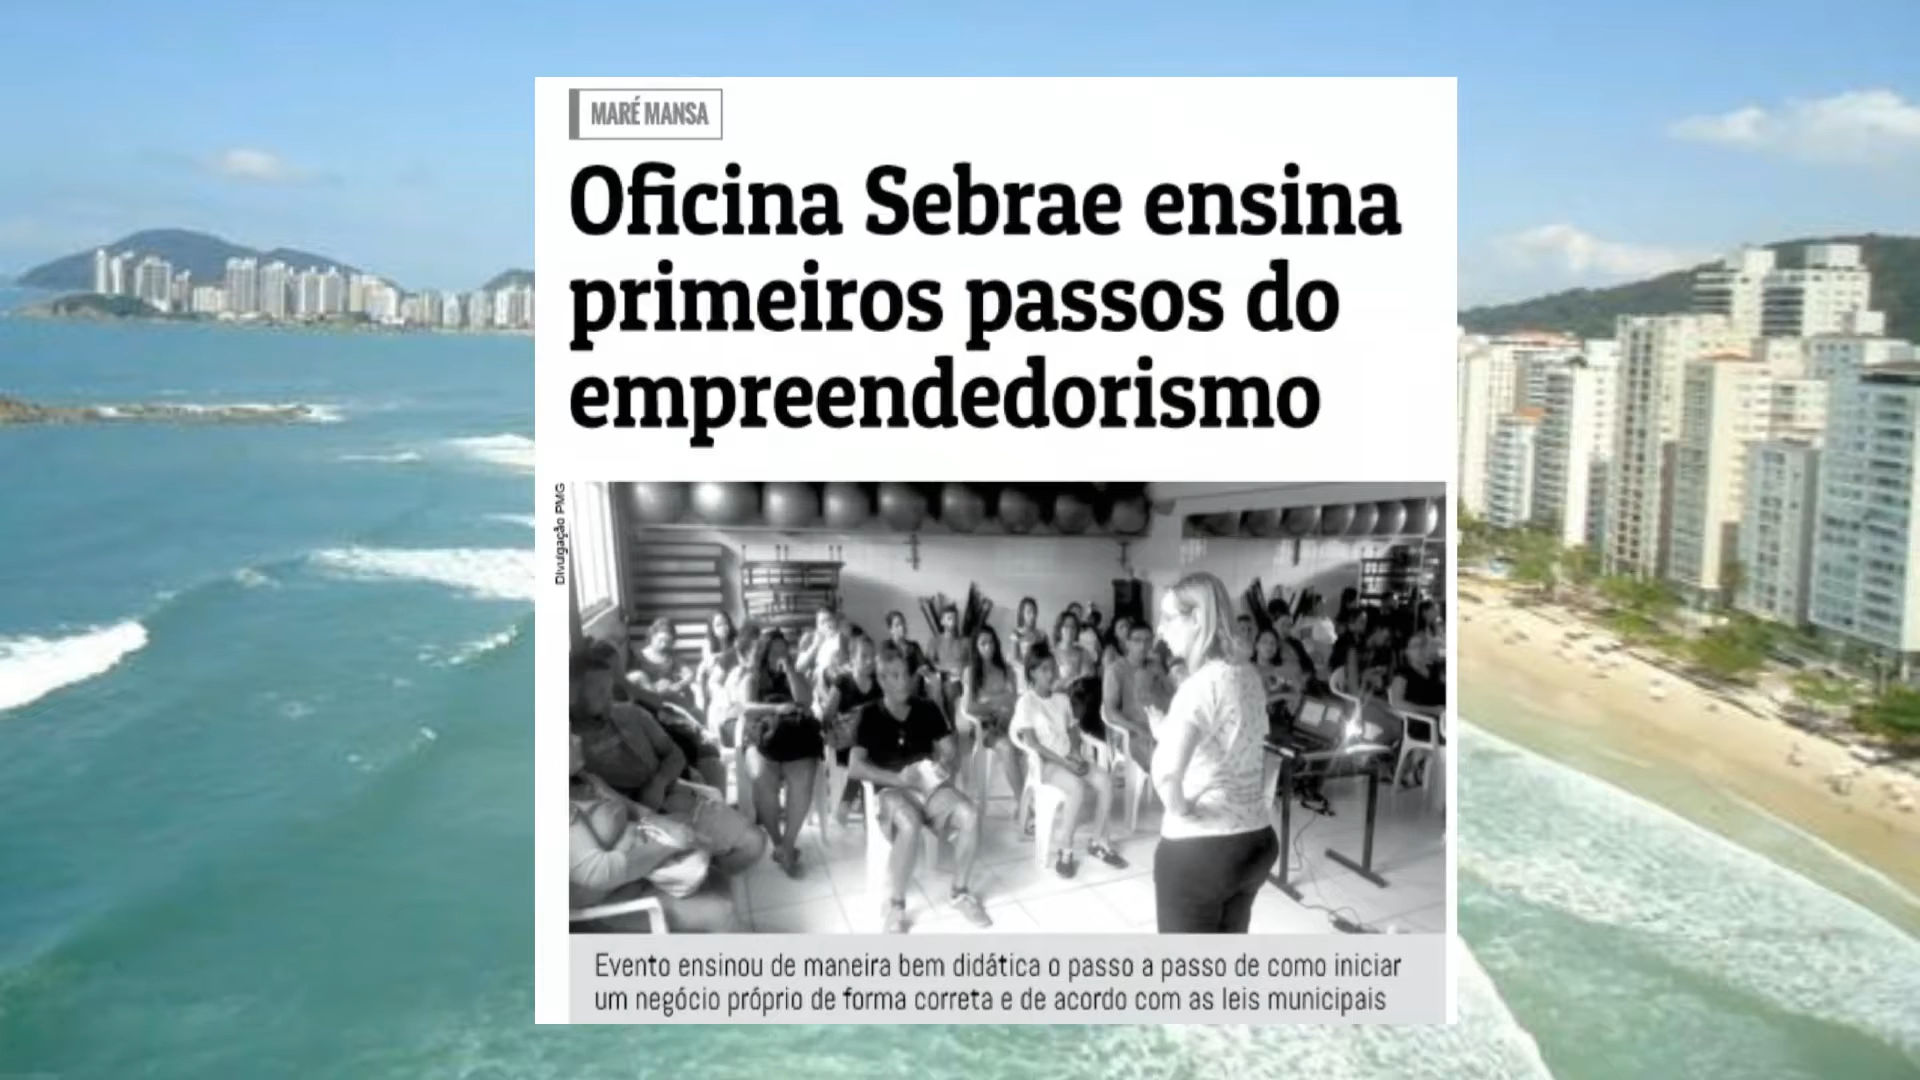 MARÉ MANSA
Oficina Sebrae ensina
primeiros passos do
empreendedorismo
Divulgação PMG
Evento ensinou de maneira bem didática o passo a passo de como iniciar
um negócio próprio de forma correta e de acordo com as leis municipais